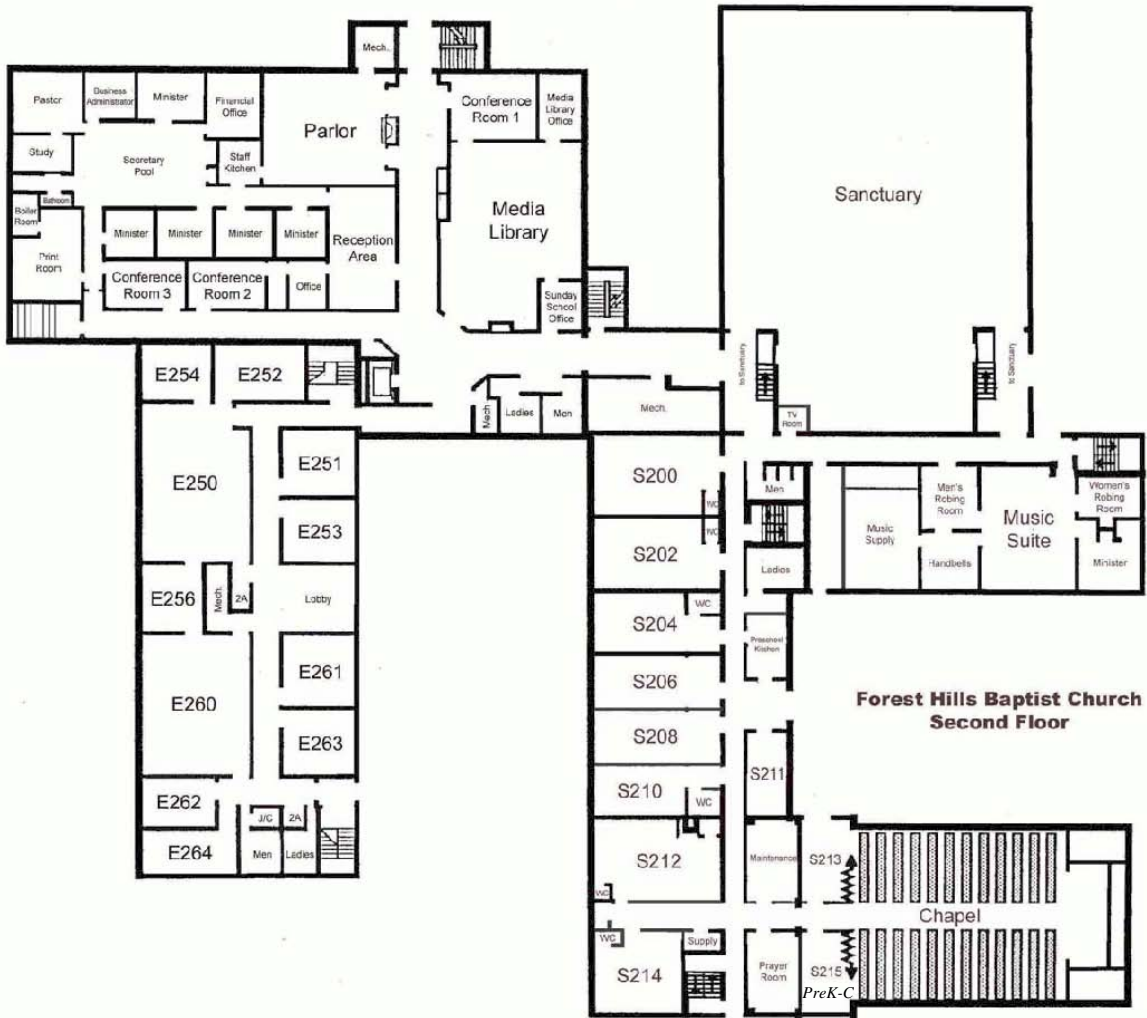 Mech.
Pastor
Business
Administrator
Minister
Financial
Office
Parlor
Conference
Room 1
Media
Library
Office
Study
Secretary
Pool
Staff
Kitchen
Bathroom
Boiler
Room
Print
Room
Minister
Minister
Minister
Minister
Reception
Area
Media
Library
Conference
Room 3
Conference
Room 2
Office
Sunday
School
Office
Sanctuary
to Sanctuary
to Sanctuary
TV
Room
E254
E252
Mech
Ladies
Men
Mech.
E250
E251
E253
E256
Mech.
2A
Lobby
E260
E261
E263
E262
E264
J/C
2A
Men
Ladies
S200
WC
S202
WC
S204
WC
S206
S208
S210
WC
S212
WC
WC
S214
Supply
Men
Ladies
Preschool
Kitchen
S211
Maintenance
Prayer
Room
S213
S215
PreK-C
Chapel
Music
Supply
Men's
Robing
Room
Handbells
Music
Suite
Women's
Robing
Room
Minister
Forest Hills Baptist Church
Second Floor